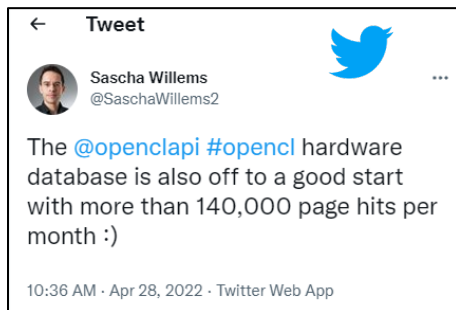 ← Tweet
Sascha Willems
@SaschaWillems2
The @openclapi #opencl hardware
database is also off to a good start
with more than 140,000 page hits per
month :)
10:36 AM · Apr 28, 2022 · Twitter Web App